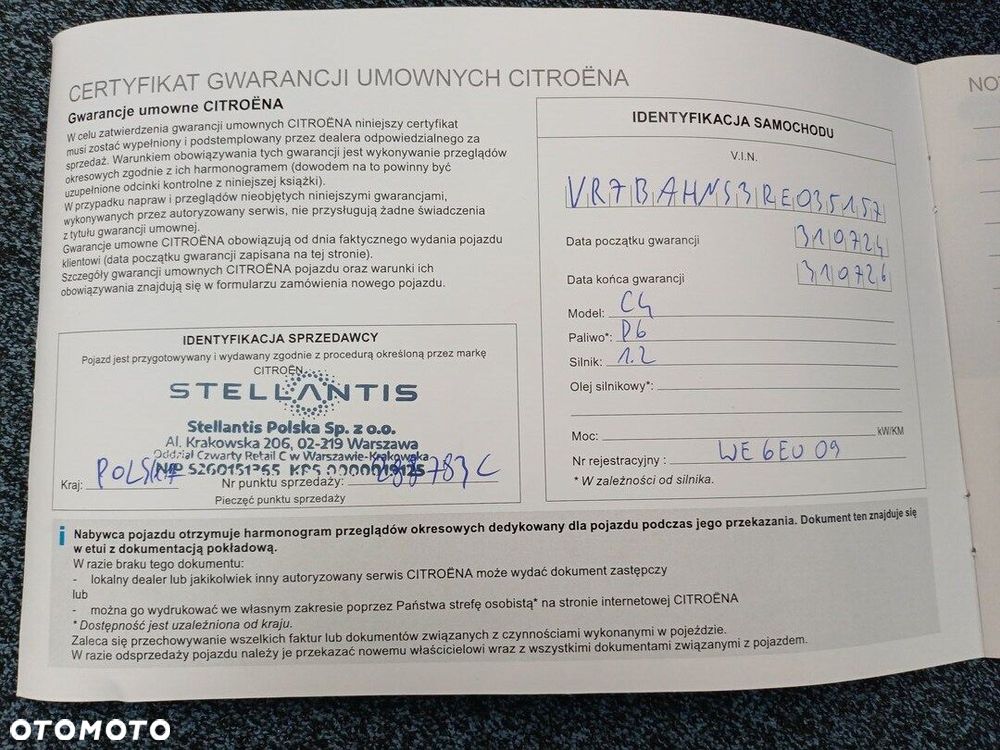 CERTYFIKAT GWARANCJI UMOWNYCH CITROËNA
Gwarancje umowne CITROËNA
W celu zatwierdzenia gwarancji umownych CITROËNA niniejszy certyfikat
musi zostać wypełniony i podstemplowany przez dealera odpowiedzialnego za
sprzedaż. Warunkiem obowiązywania tych gwarancji jest wykonywanie przeglądów
okresowych zgodnie z ich harmonogramem (dowodem na to powinny być
uzupełnione odcinki kontrolne z niniejszej książki).
W przypadku napraw i przeglądów nieobjętych niniejszymi gwarancjami,
wykonywanych przez autoryzowany serwis, nie przysługują żadne świadczenia
z tytułu gwarancji umownej.
Gwarancje umowne CITROËNA obowiązują od dnia faktycznego wydania pojazdu
klientowi (data początku gwarancji zapisana na tej stronie).
Szczegóły gwarancji umownych CITROËNA pojazdu oraz warunki ich
obowiązywania znajdują się w formularzu zamówienia nowego pojazdu.
IDENTYFIKACJA SPRZEDAWCY
Pojazd jest przygotowywany i wydawany zgodnie z procedurą określoną przez markę
CITROËN.
STELLANTIS
Stellantis Polska Sp. z o.o.
Al. Krakowska 206, 02-219 Warszawa
Oddział Czwarty Retail C w Warszawie-Krakowska
NIP 5260151365 KRS 0000019125
Kraj: POLSKA Nr punktu sprzedaży: 288783C
Pieczęć punktu sprzedaży
IDENTYFIKACJA SAMOCHODU
V.I.N.
VR7BAHNS3RE035157
Data początku gwarancji 310724
Data końca gwarancji 310726
Model: C4
Paliwo*: Pb
Silnik: 1.2
Olej silnikowy*:
Moc: kW/KM
Nr rejestracyjny : WE6EU09
* W zależności od silnika.
i Nabywca pojazdu otrzymuje harmonogram przeglądów okresowych dedykowany dla pojazdu podczas jego przekazania. Dokument ten znajduje się
w etui z dokumentacją pokładową.
W razie braku tego dokumentu:
- lokalny dealer lub jakikolwiek inny autoryzowany serwis CITROËNA może wydać dokument zastępczy
lub
- można go wydrukować we własnym zakresie poprzez Państwa strefę osobistą* na stronie internetowej CITROËNA
* Dostępność jest uzależniona od kraju.
Zaleca się przechowywanie wszelkich faktur lub dokumentów związanych z czynnościami wykonanymi w pojeździe.
W razie odsprzedaży pojazdu należy je przekazać nowemu właścicielowi wraz z wszystkimi dokumentami związanymi z pojazdem.
OTOMOTO